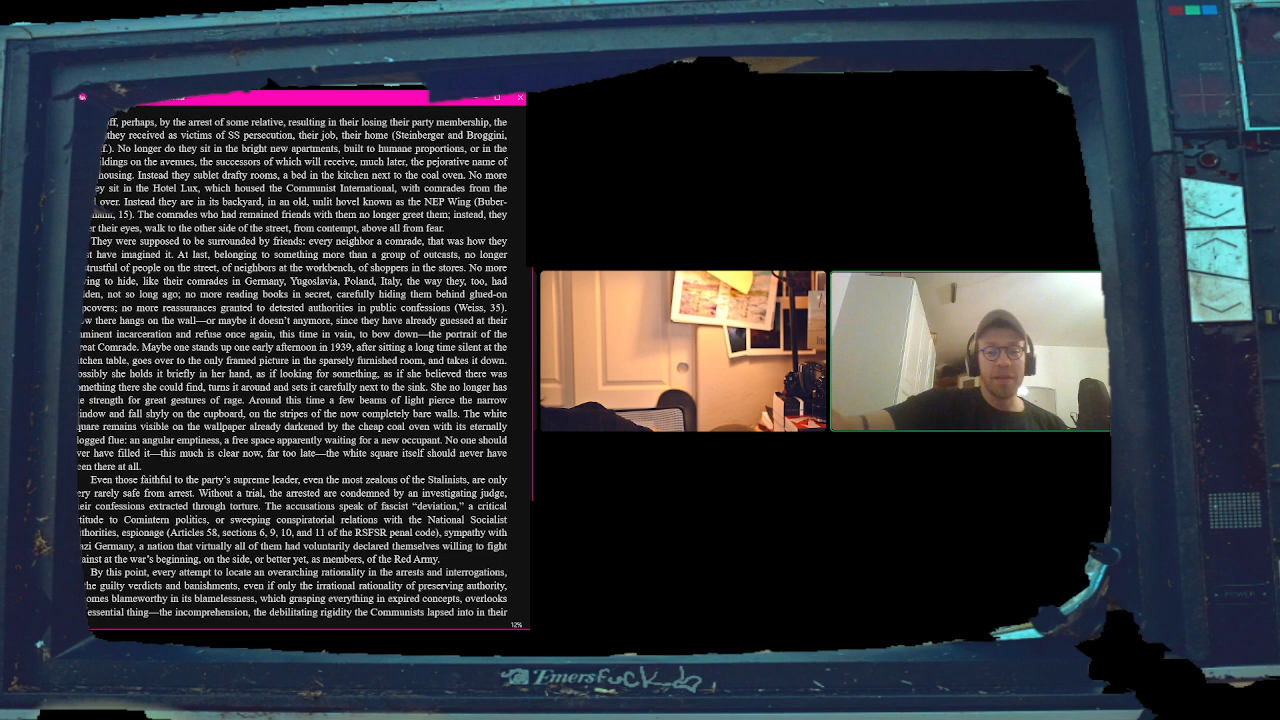 off, perhaps, by the arrest of some relative, resulting in their losing their party membership, the
they received as victims of SS persecution, their job, their home (Steinberger and Broggini,
No longer do they sit in the bright new apartments, built to humane proportions, or in the
on the avenues, the successors of which will receive, much later, the pejorative name of
housing. Instead they sublet drafty rooms, a bed in the kitchen next to the coal oven. No more
sit in the Hotel Lux, which housed the Communist International, with comrades from the
over. Instead they are in its backyard, in an old, unlit hovel known as the NEP Wing (Buber-
15). The comrades who had remained friends with them no longer greet them; instead, they
their eyes, walk to the other side of the street, from contempt, above all from fear.
They were supposed to be surrounded by friends: every neighbor a comrade, that was how they
have imagined it. At last, belonging to something more than a group of outcasts, no longer
of people on the street, of neighbors at the workbench, of shoppers in the stores. No more
to hide, like their comrades in Germany, Yugoslavia, Poland, Italy, the way they, too, had
not so long ago; no more reading books in secret, carefully hiding them behind glued-on
no more reassurances granted to detested authorities in public confessions (Weiss, 35).
there hangs on the wall—or maybe it doesn’t anymore, since they have already guessed at their
incarceration and refuse once again, this time in vain, to bow down—the portrait of the
Comrade. Maybe one stands up one early afternoon in 1939, after sitting a long time silent at the
table, goes over to the only framed picture in the sparsely furnished room, and takes it down.
she holds it briefly in her hand, as if looking for something, as if she believed there was
there she could find, turns it around and sets it carefully next to the sink. She no longer has
strength for great gestures of rage. Around this time a few beams of light pierce the narrow
and fall shyly on the cupboard, on the stripes of the now completely bare walls. The white
remains visible on the wallpaper already darkened by the cheap coal oven with its eternally
flue: an angular emptiness, a free space apparently waiting for a new occupant. No one should
have filled it—this much is clear now, far too late—the white square itself should never have
there at all.
Even those faithful to the party’s supreme leader, even the most zealous of the Stalinists, are only
rarely safe from arrest. Without a trial, the arrested are condemned by an investigating judge,
confessions extracted through torture. The accusations speak of fascist “deviation,” a critical
to Comintern politics, or sweeping conspiratorial relations with the National Socialist
espionage (Articles 58, sections 6, 9, 10, and 11 of the RSFSR penal code), sympathy with
Germany, a nation that virtually all of them had voluntarily declared themselves willing to fight
at the war’s beginning, on the side, or better yet, as members, of the Red Army.
By this point, every attempt to locate an overarching rationality in the arrests and interrogations,
guilty verdicts and banishments, even if only the irrational rationality of preserving authority,
blameworthy in its blamelessness, which grasping everything in expired concepts, overlooks
essential thing—the incomprehension, the debilitating rigidity the Communists lapsed into in their
12%